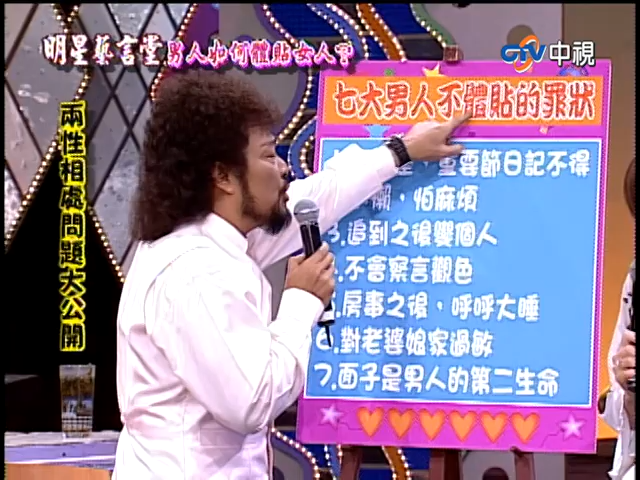 明星藝言堂 男人如何體貼女人?
CTV中視
兩性相處問題大公開
七大男人不體貼的罪狀
重要節日記不得
懶,怕麻煩
3.追到之後變個人
.不會察言觀色
.房事之後,呼呼大睡
6.對老婆娘家過敏
7.面子是男人的第二生命